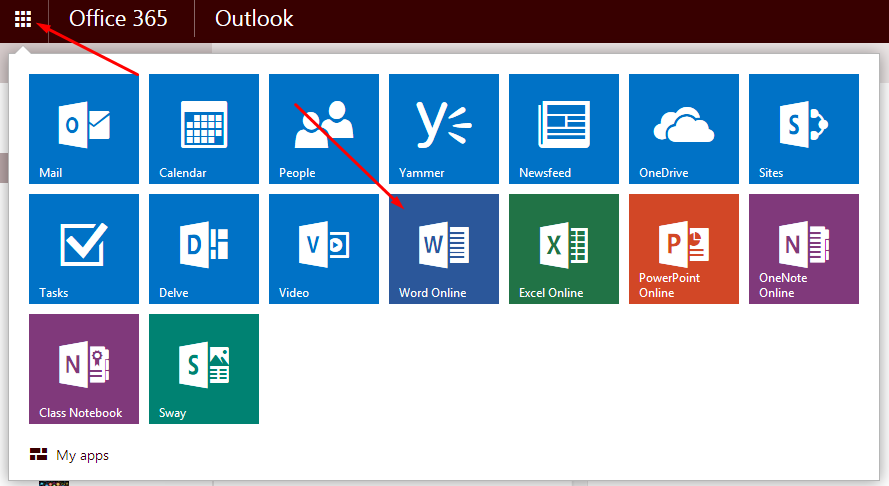 Office 365
Outlook
Mail
Calendar
People
Yammer
Newsfeed
OneDrive
Sites
Tasks
Delve
Video
Word Online
Excel Online
PowerPoint
Online
OneNote
Online
Class Notebook
Sway
My apps